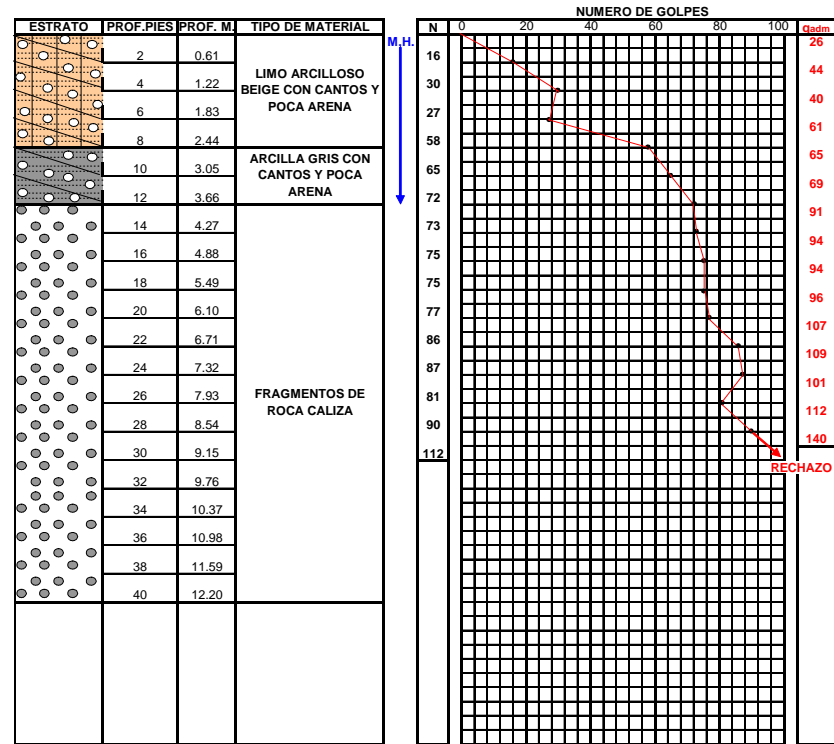 NUMERO DE GOLPES
ESTRATO PROF.PIES PROF. M. TIPO DE MATERIAL N 0 20 40 60 80 100 qadm
M.H.
26
2 0.61 16
44
4 1.22 30
40
6 1.83 27
61
8 2.44 58
LIMO ARCILLOSO
BEIGE CON CANTOS Y
POCA ARENA
65
10 3.05 65
69
12 3.66 72
ARCILLA GRIS CON
CANTOS Y POCA
ARENA
91
14 4.27 73
94
16 4.88 75
94
18 5.49 75
96
20 6.10 77
107
22 6.71 86
109
24 7.32 87
101
26 7.93 81
112
28 8.54 90
140
30 9.15 112
RECHAZO
FRAGMENTOS DE
ROCA CALIZA
32 9.76
34 10.37
36 10.98
38 11.59
40 12.20